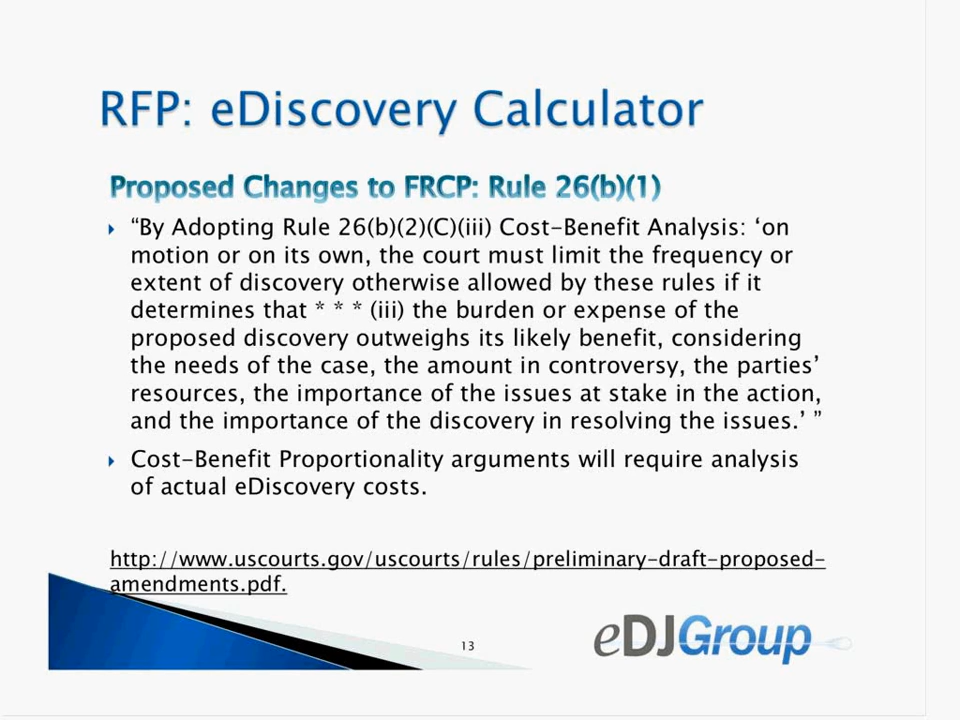 RFP: eDiscovery Calculator
Proposed Changes to FRCP: Rule 26(b)(1)
“By Adopting Rule 26(b)(2)(C)(iii) Cost-Benefit Analysis: ‘on
motion or on its own, the court must limit the frequency or
extent of discovery otherwise allowed by these rules if it
determines that * * * (iii) the burden or expense of the
proposed discovery outweighs its likely benefit, considering
the needs of the case, the amount in controversy, the parties’
resources, the importance of the issues at stake in the action,
and the importance of the discovery in resolving the issues.’ ”
Cost-Benefit Proportionality arguments will require analysis
of actual eDiscovery costs.
http://www.uscourts.gov/uscourts/rules/preliminary-draft-proposed-
amendments.pdf.
13
eDJGroup